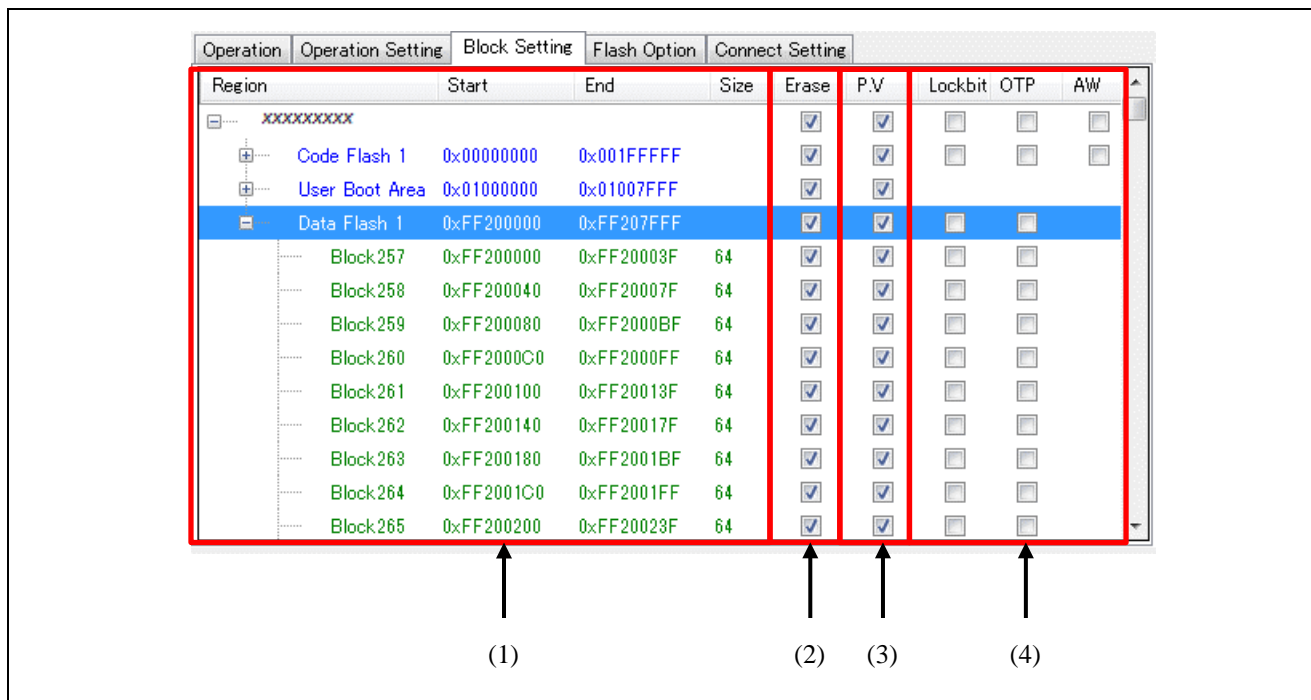 Operation Operation Setting Block Setting Flash Option Connect Setting
Region Start End Size Erase P.V Lockbit OTP AW
xxxxxxxxx
Code Flash 1 0x00000000 0x001FFFFF
User Boot Area 0x01000000 0x01007FFF
Data Flash 1 0xFF200000 0xFF207FFF
Block257 0xFF200000 0xFF20003F 64
Block258 0xFF200040 0xFF20007F 64
Block259 0xFF200080 0xFF2000BF 64
Block260 0xFF2000C0 0xFF2000FF 64
Block261 0xFF200100 0xFF20013F 64
Block262 0xFF200140 0xFF20017F 64
Block263 0xFF200180 0xFF2001BF 64
Block264 0xFF2001C0 0xFF2001FF 64
Block265 0xFF200200 0xFF20023F 64
(1) (2) (3) (4)